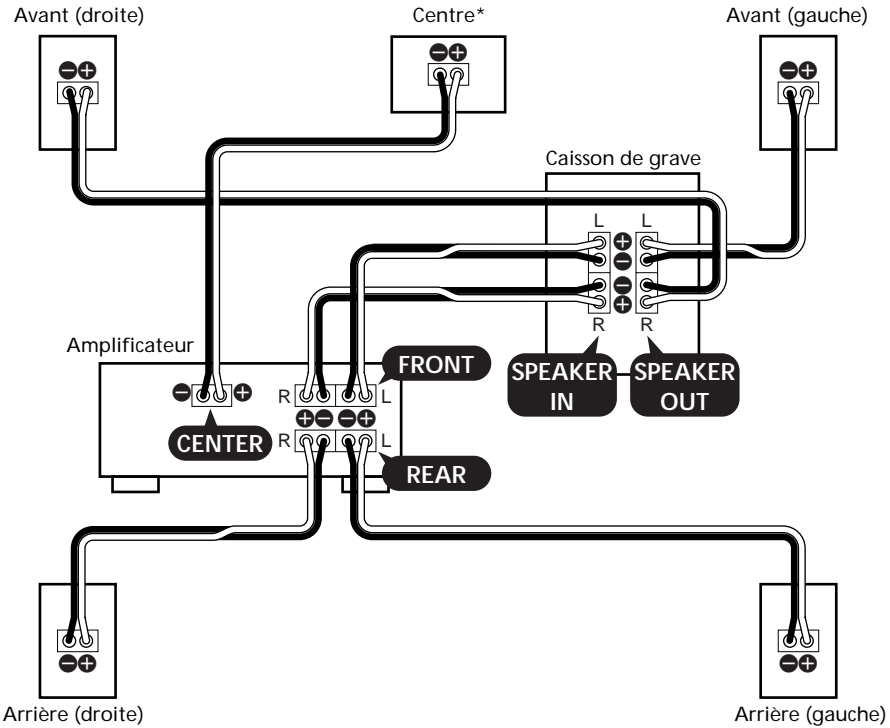 Avant (droite)
Centre*
Avant (gauche)
Caisson de grave
L
L
R
R
SPEAKER
IN
SPEAKER
OUT
Amplificateur
FRONT
R
L
CENTER
R
L
REAR
Arrière (droite)
Arrière (gauche)